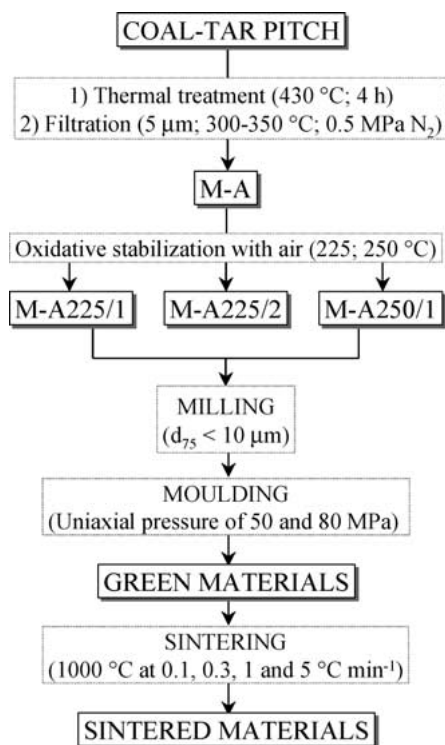 COAL-TAR PITCH
1) Thermal treatment (430 °C; 4 h)
2) Filtration (5 μm; 300-350 °C; 0.5 MPa N₂)
M-A
Oxidative stabilization with air (225; 250 °C)
M-A225/1 M-A225/2 M-A250/1
MILLING
(d₇₅ < 10 μm)
MOULDING
(Uniaxial pressure of 50 and 80 MPa)
GREEN MATERIALS
SINTERING
(1000 °C at 0.1, 0.3, 1 and 5 °C min⁻¹)
SINTERED MATERIALS